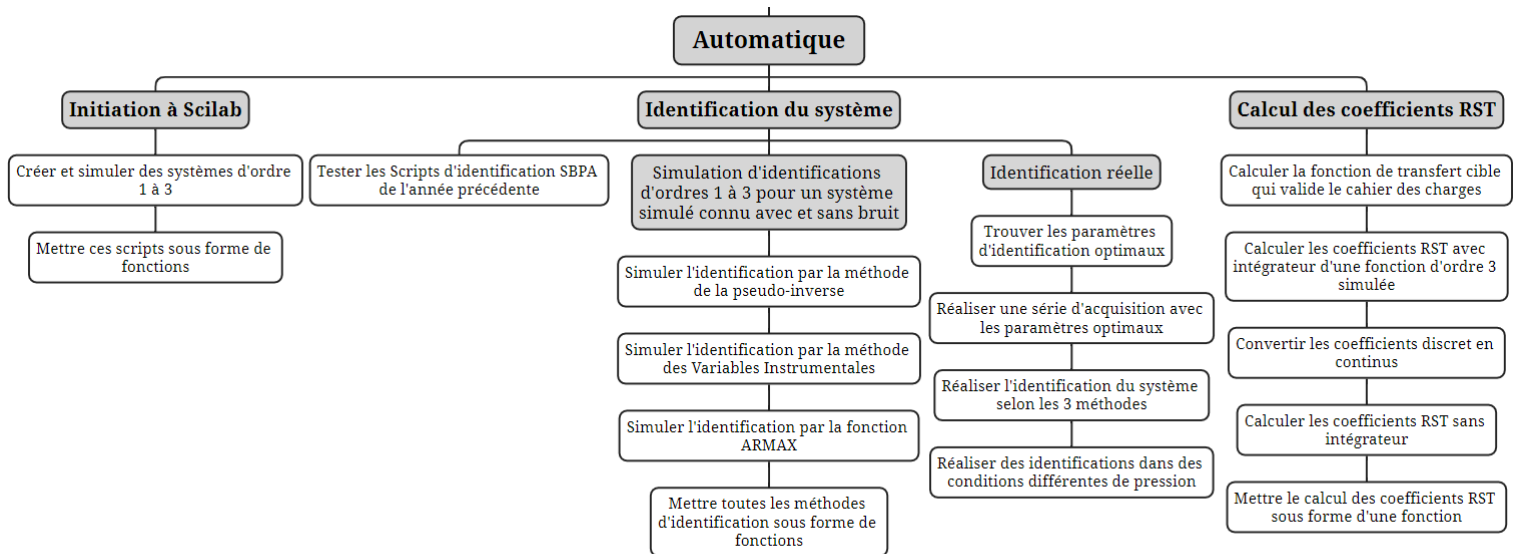 Automatique
Initiation à Scilab
Créer et simuler des systèmes d'ordre
1 à 3
Mettre ces scripts sous forme de
fonctions
Identification du système
Tester les Scripts d'identification SBPA
de l'année précédente
Simulation d'identifications
d'ordres 1 à 3 pour un système
simulé connu avec et sans bruit
Simuler l'identification par la méthode
de la pseudo-inverse
Simuler l'identification par la méthode
des Variables Instrumentales
Simuler l'identification par la fonction
ARMAX
Mettre toutes les méthodes
d'identification sous forme de
fonctions
Identification réelle
Trouver les paramètres
d'identification optimaux
Réaliser une série d'acquisition avec
les paramètres optimaux
Réaliser l'identification du système
selon les 3 méthodes
Réaliser des identifications dans des
conditions différentes de pression
Calcul des coefficients RST
Calculer la fonction de transfert cible
qui valide le cahier des charges
Calculer les coefficients RST avec
intégrateur d'une fonction d'ordre 3
simulée
Convertir les coefficients discret en
continus
Calculer les coefficients RST sans
intégrateur
Mettre le calcul des coefficients RST
sous forme d'une fonction